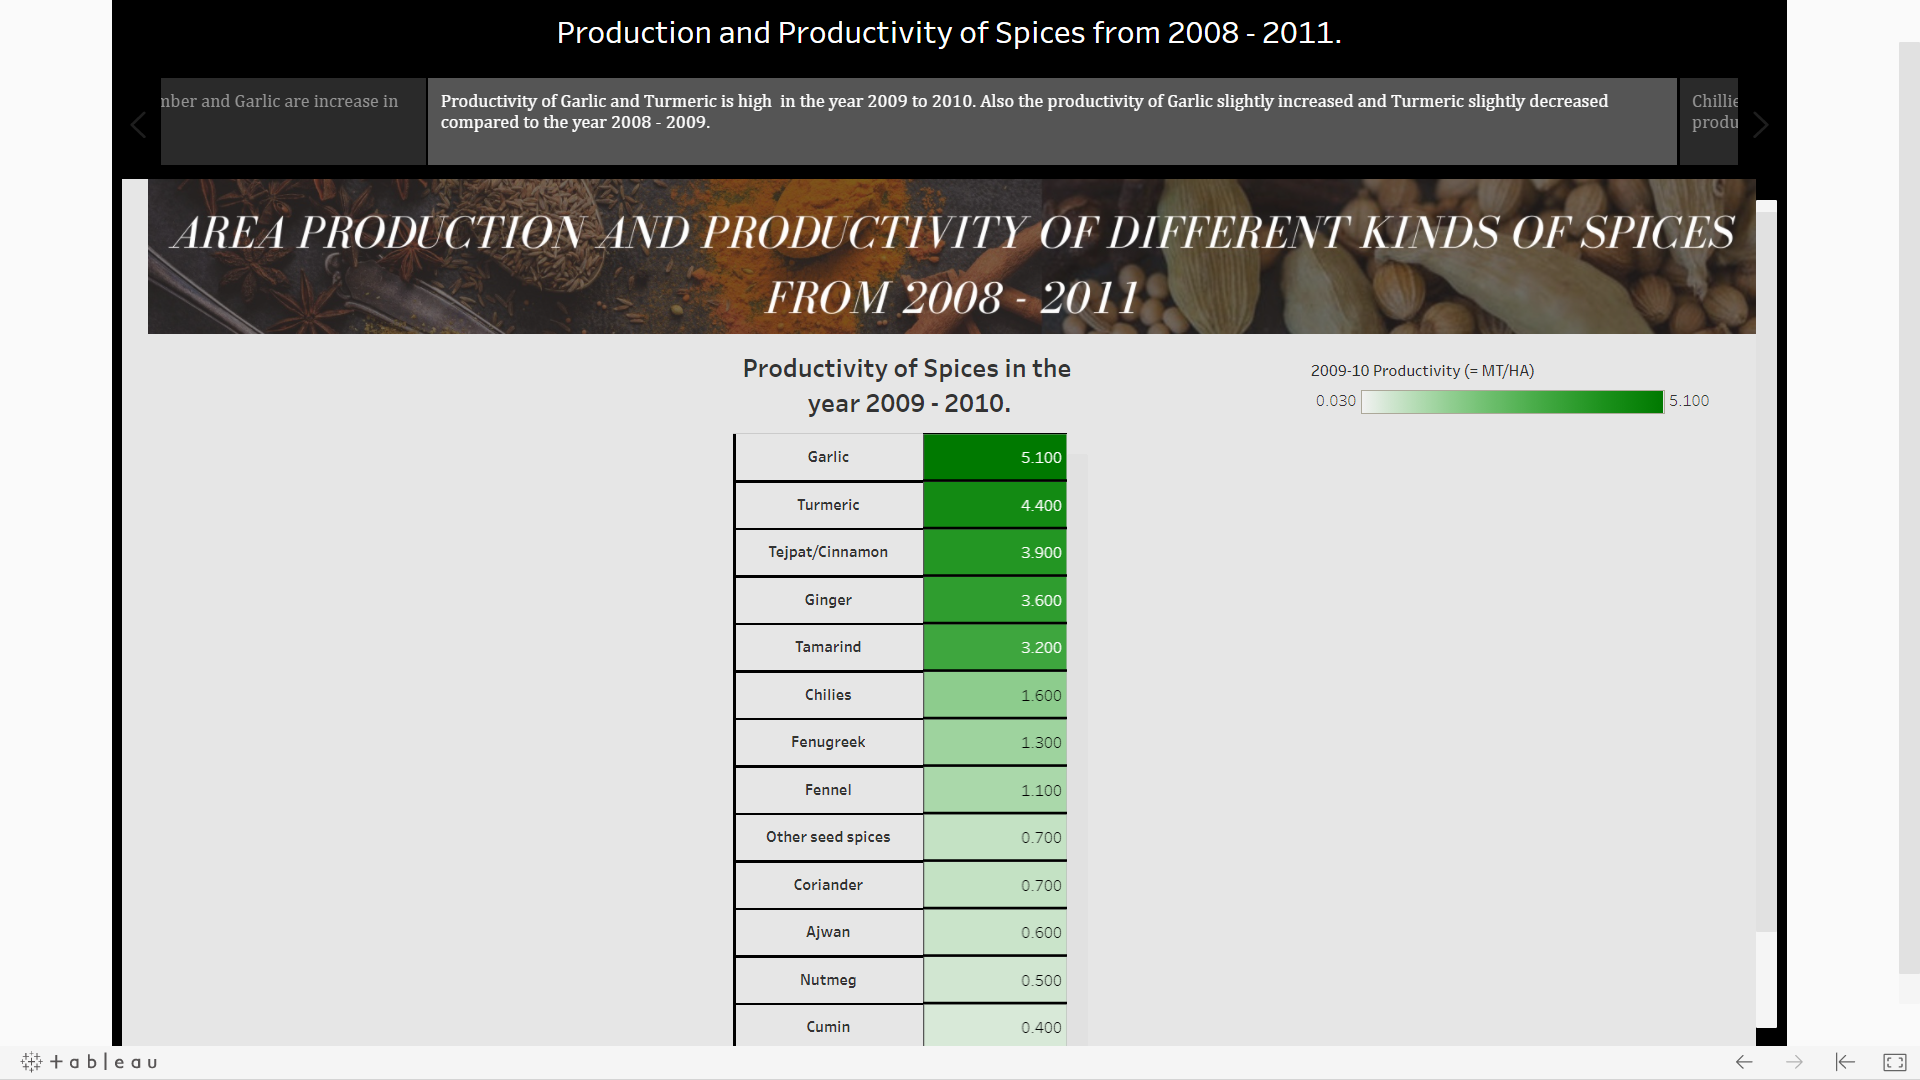 Production and Productivity of Spices from 2008 - 2011.
and Garlic are increase in
Productivity of Garlic and Turmeric is high in the year 2009 to 2010. Also the productivity of Garlic slightly increased and Turmeric slightly decreased
compared to the year 2008 - 2009.
AREA PRODUCTION AND PRODUCTIVITY OF DIFFERENT KINDS OF SPICES
FROM 2008 - 2011
Productivity of Spices in the
year 2009 - 2010.
2009-10 Productivity (= MT/HA)
0.030 5.100
Garlic 5.100
Turmeric 4.400
Tejpat/Cinnamon 3.900
Ginger 3.600
Tamarind 3.200
Chilies 1.600
Fenugreek 1.300
Fennel 1.100
Other seed spices 0.700
Coriander 0.700
Ajwan 0.600
Nutmeg 0.500
Cumin 0.400
+ a b | e a u